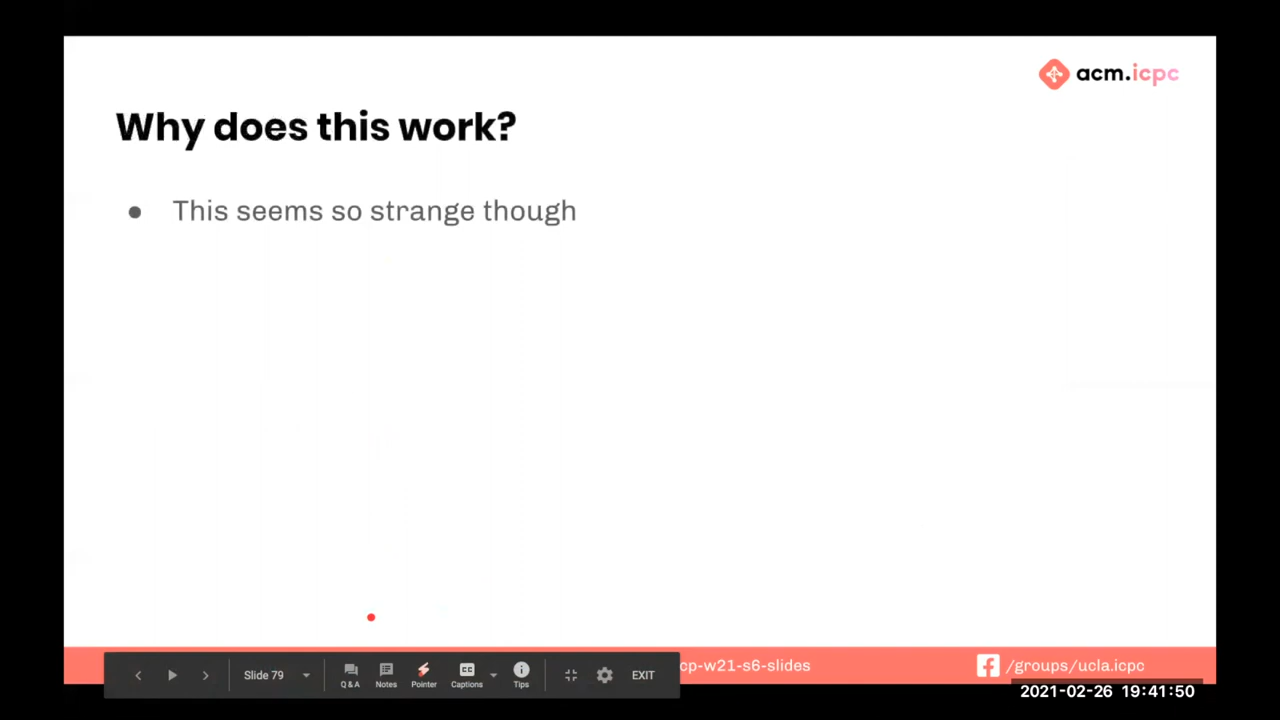 acm.icpc
Why does this work?
● This seems so strange though
cp-w21-s6-slides
/groups/ucla.icpc
Slide 79
Q & A
Notes
Pointer
CC
Captions
Tips
EXIT
2021-02-26 19:41:50